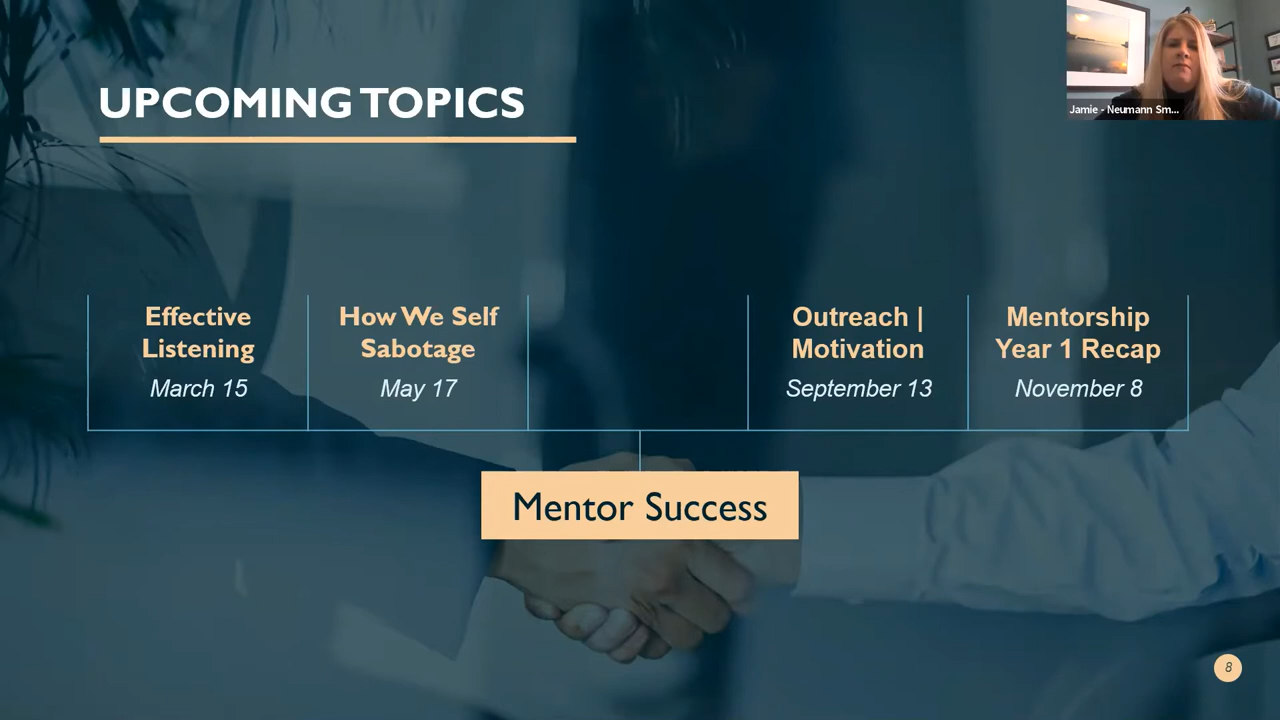 UPCOMING TOPICS
Jamie - Neumann Sm...
Effective
Listening
March 15
How We Self
Sabotage
May 17
Outreach |
Motivation
September 13
Mentorship
Year 1 Recap
November 8
Mentor Success
8